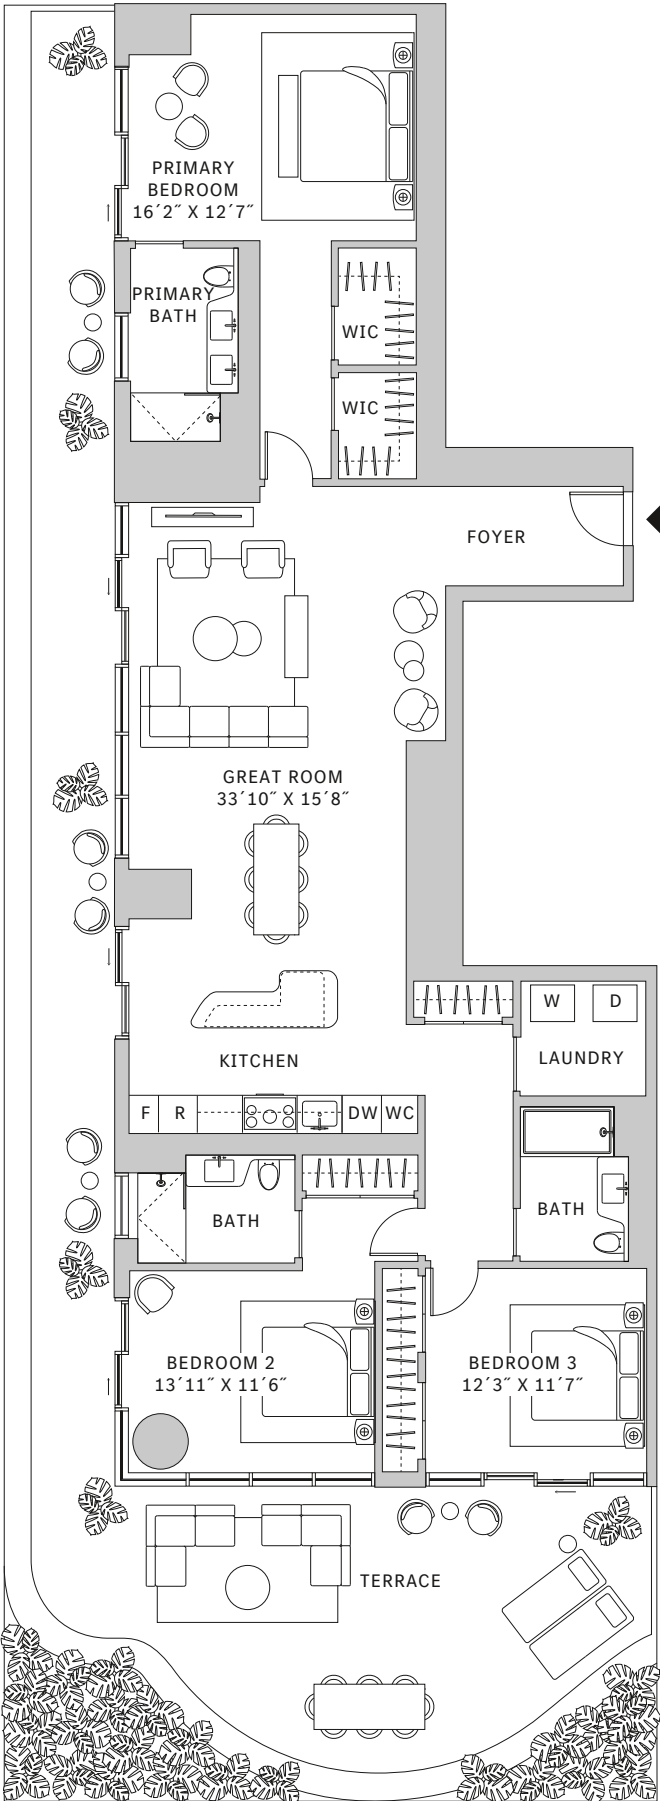 PRIMARY
BEDROOM
16´2˝ X 12´7˝
PRIMARY
BATH
WIC
WIC
FOYER
GREAT ROOM
33´10˝ X 15´8˝
W D
LAUNDRY
KITCHEN
F R DW WC
BATH
BATH
BEDROOM 2
13´11˝ X 11´6˝
BEDROOM 3
12´3˝ X 11´7˝
TERRACE